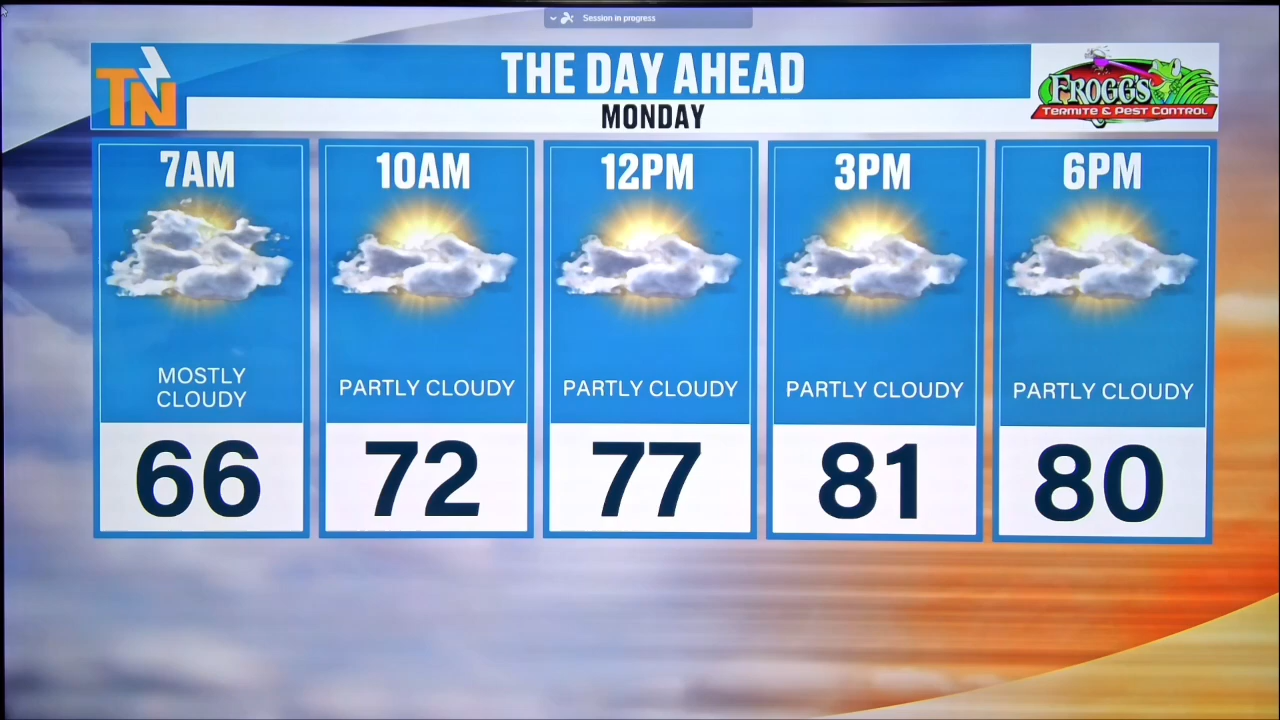 Session in progress
TN
THE DAY AHEAD
MONDAY
FROGG'S
TERMITE & PEST CONTROL
7AM
10AM
12PM
3PM
6PM
MOSTLY
CLOUDY
PARTLY CLOUDY
PARTLY CLOUDY
PARTLY CLOUDY
PARTLY CLOUDY
66
72
77
81
80